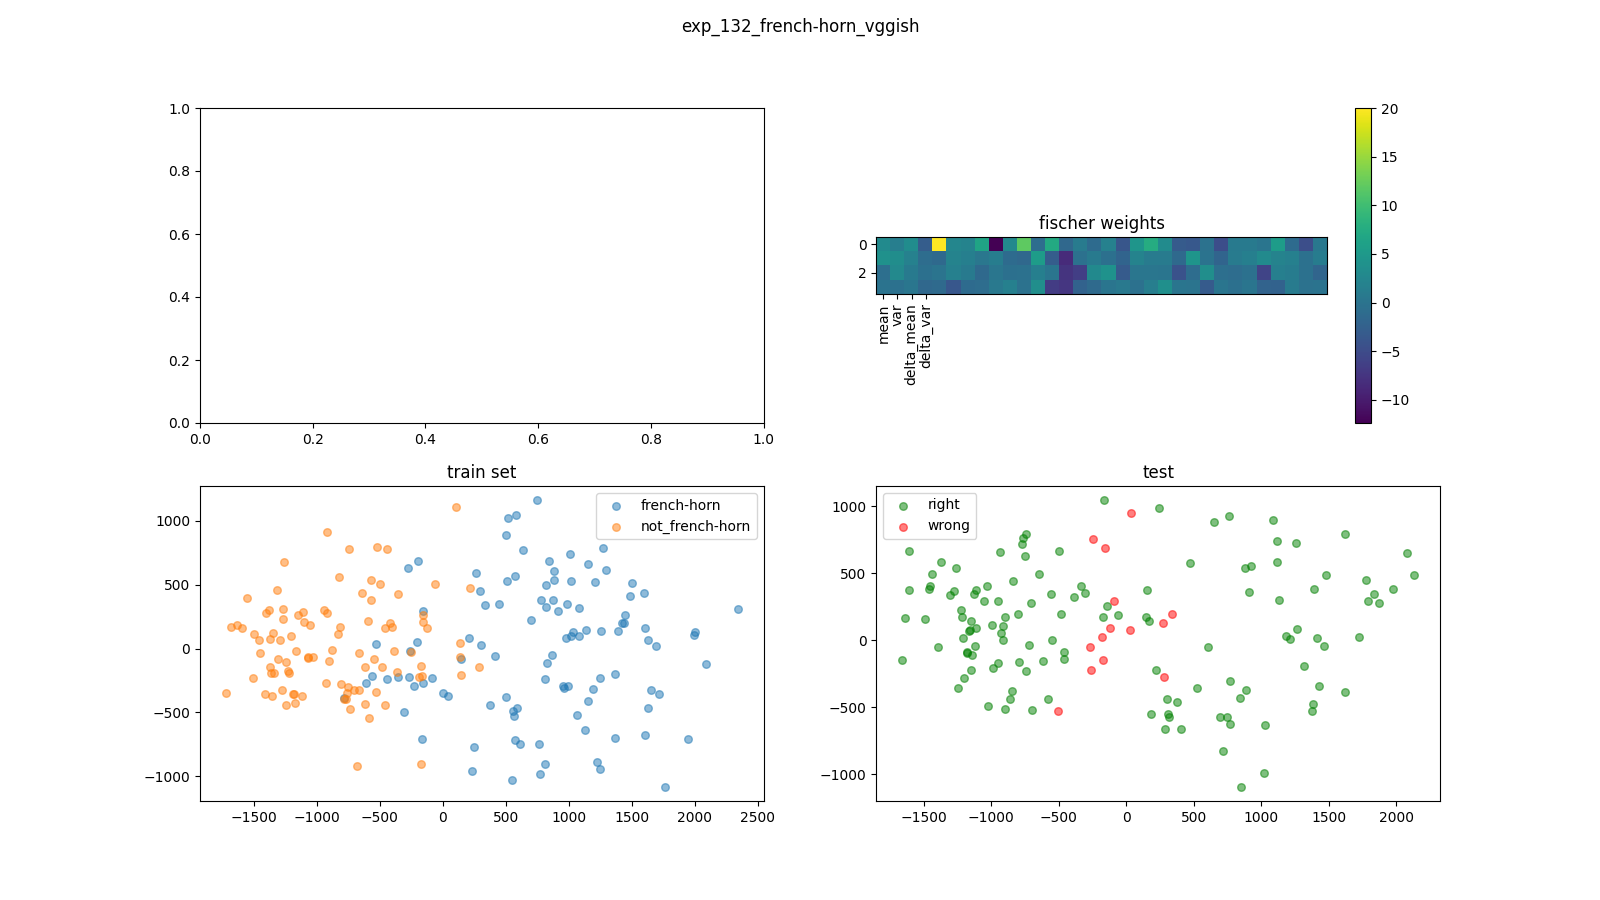 exp_132_french-horn_vggish
1.0
0.8
0.6
0.4
0.2
0.0
0.0 0.2 0.4 0.6 0.8 1.0
fischer weights
0
2
mean var delta_mean delta_var
20
15
10
5
0
−5
−10
train set
french-horn
not_french-horn
1000
500
0
−500
−1000
−1500 −1000 −500 0 500 1000 1500 2000 2500
test
right
wrong
1000
500
0
−500
−1000
−1500 −1000 −500 0 500 1000 1500 2000